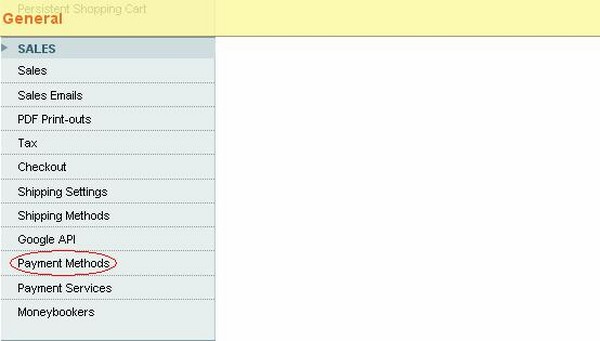 Persistent Shopping Cart
General
SALES
Sales
Sales Emails
PDF Print-outs
Tax
Checkout
Shipping Settings
Shipping Methods
Google API
Payment Methods
Payment Services
Moneybookers